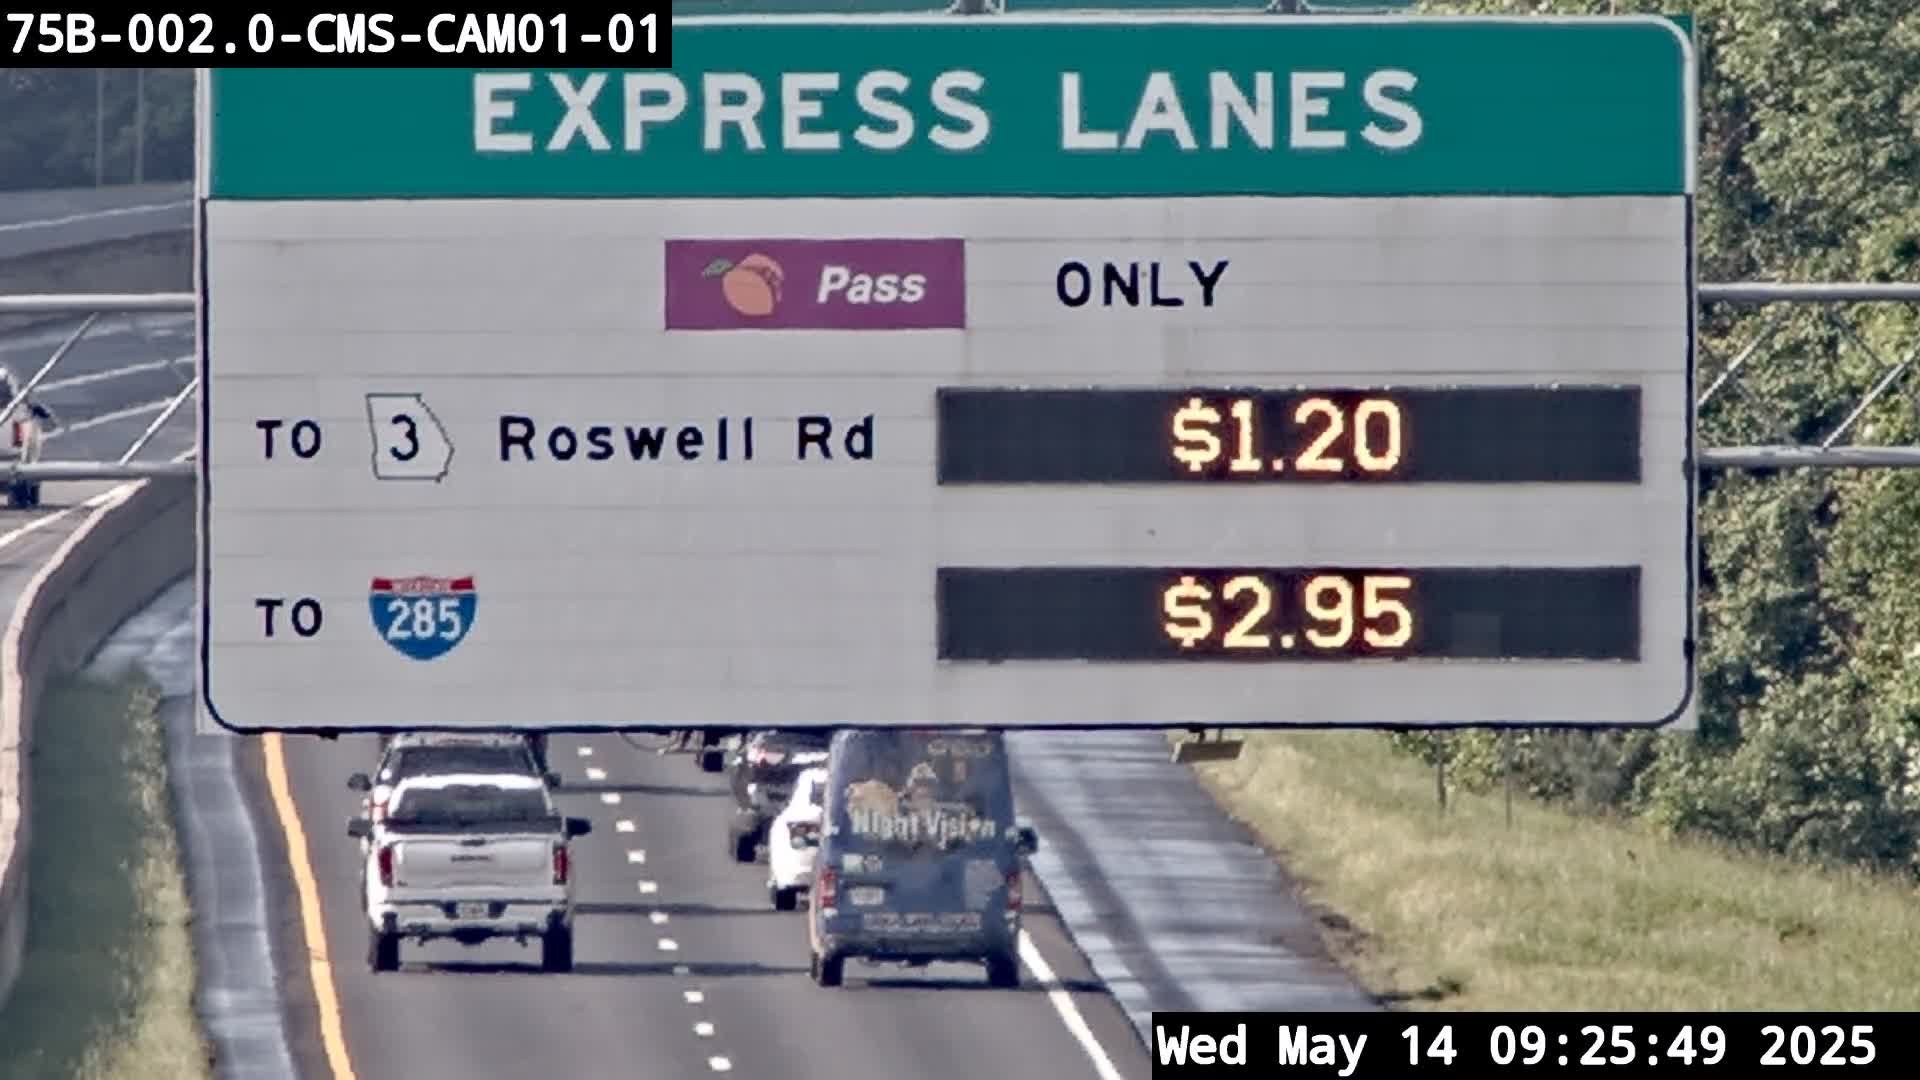 75B-002.0-CMS-CAM01-01
EXPRESS LANES
Pass ONLY
TO 3 Roswell Rd $1.20
TO 285 $2.95
Night Vision
Wed May 14 09:25:49 2025